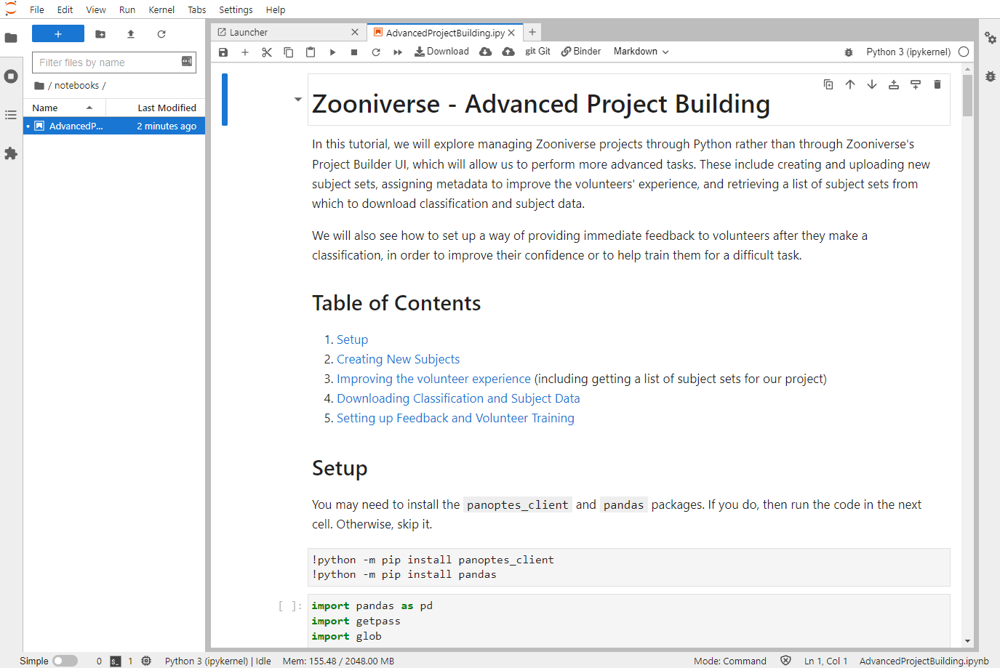 File Edit View Run Kernel Tabs Settings Help
Launcher
AdvancedProjectBuilding.ipy
Filter files by name
Download
git Git
Binder
Markdown
Python 3 (ipykernel)
/ notebooks /
Name
Last Modified
AdvancedP...
2 minutes ago
Zooniverse - Advanced Project Building
In this tutorial, we will explore managing Zooniverse projects through Python rather than through Zooniverse's
Project Builder UI, which will allow us to perform more advanced tasks. These include creating and uploading new
subject sets, assigning metadata to improve the volunteers' experience, and retrieving a list of subject sets from
which to download classification and subject data.
We will also see how to set up a way of providing immediate feedback to volunteers after they make a
classification, in order to improve their confidence or to help train them for a difficult task.
Table of Contents
1. Setup
2. Creating New Subjects
3. Improving the volunteer experience (including getting a list of subject sets for our project)
4. Downloading Classification and Subject Data
5. Setting up Feedback and Volunteer Training
Setup
You may need to install the panoptes_client and pandas packages. If you do, then run the code in the next
cell. Otherwise, skip it.
!python -m pip install panoptes_client
!python -m pip install pandas
[ ]:
import pandas as pd
import getpass
import glob
Simple
0
$_
1
Python 3 (ipykernel) | Idle
Mem: 155.48 / 2048.00 MB
Mode: Command
Ln 1, Col 1
AdvancedProjectBuilding.ipynb